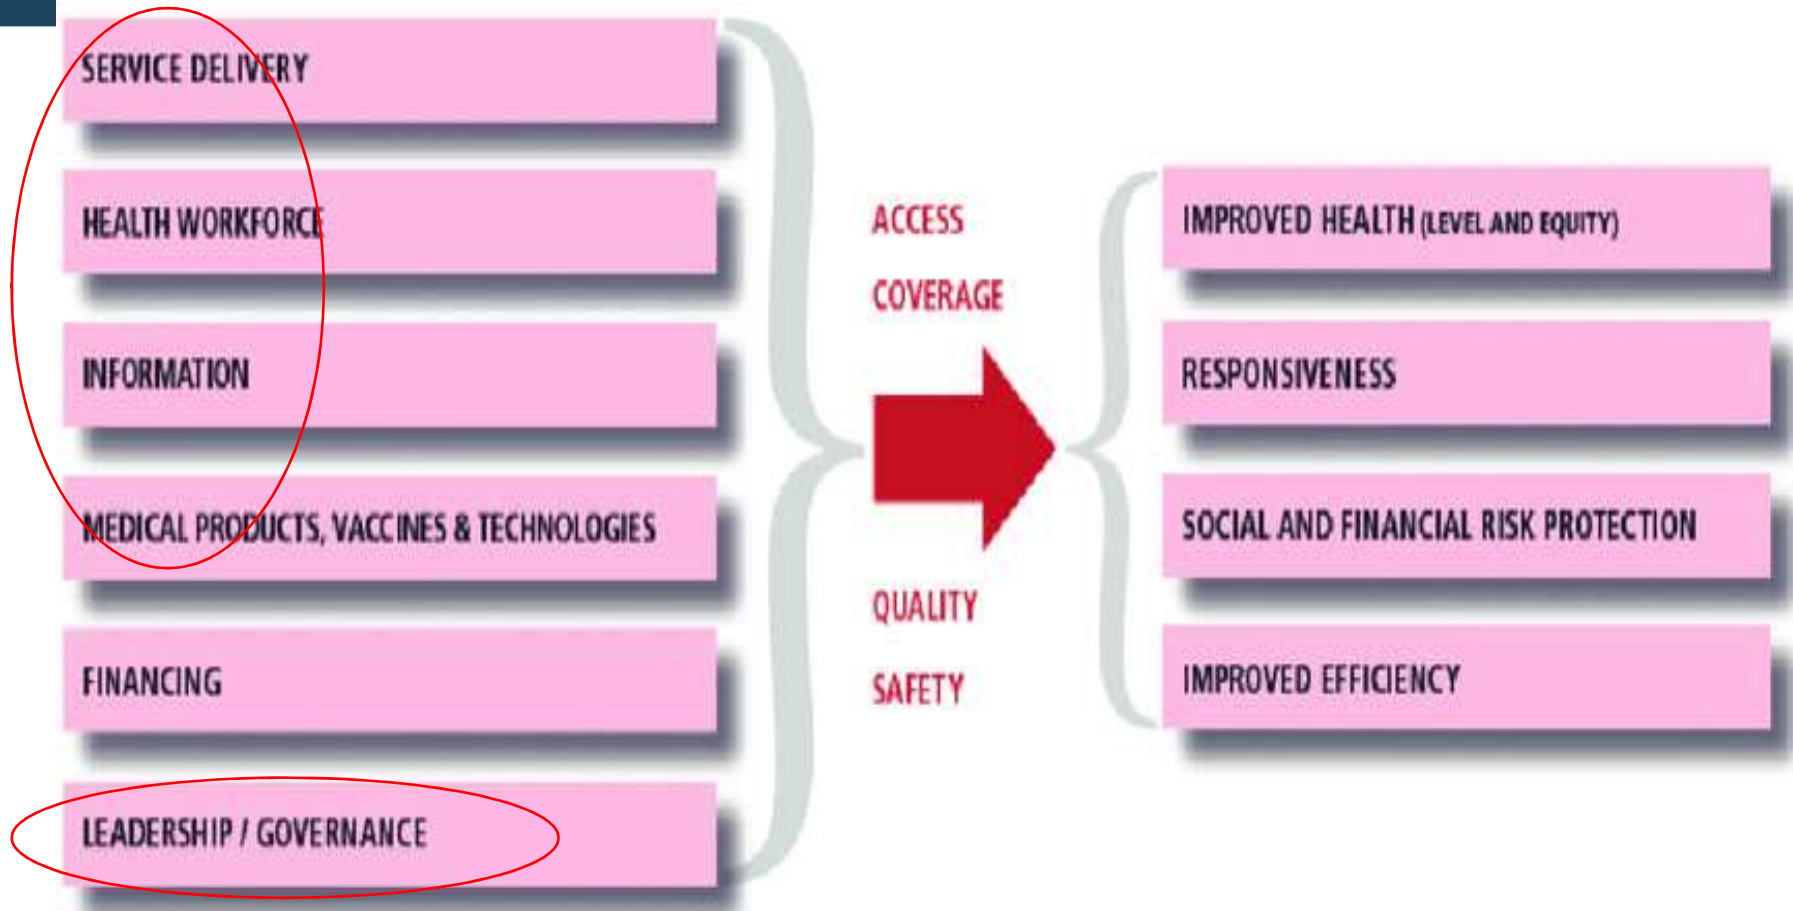 SERVICE DELIVERY
HEALTH WORKFORCE
INFORMATION
MEDICAL PRODUCTS, VACCINES & TECHNOLOGIES
FINANCING
LEADERSHIP / GOVERNANCE
ACCESS
COVERAGE
QUALITY
SAFETY
IMPROVED HEALTH (LEVEL AND EQUITY)
RESPONSIVENESS
SOCIAL AND FINANCIAL RISK PROTECTION
IMPROVED EFFICIENCY